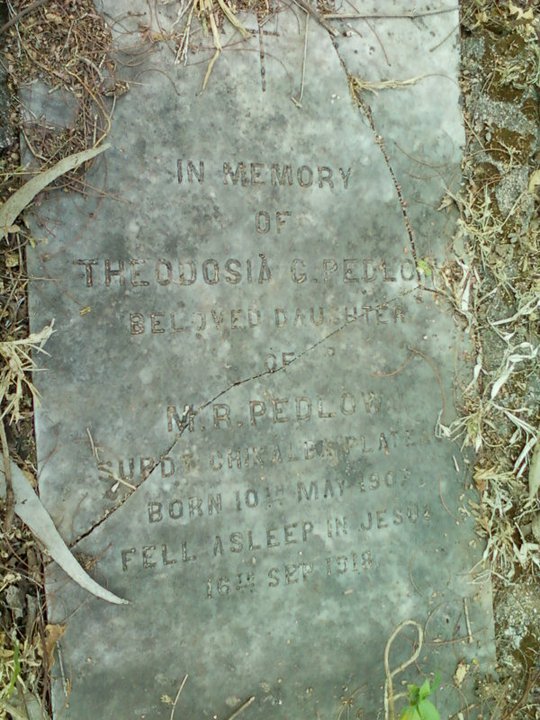 IN MEMORY
OF
THEODOSIA C. PEDLOW
BELOVED DAUGHTER
OF
M.R. PEDLOW
SUPDT
BORN 10TH MAY 1907.
FELL ASLEEP IN JESUS
16TH SEP. 1918